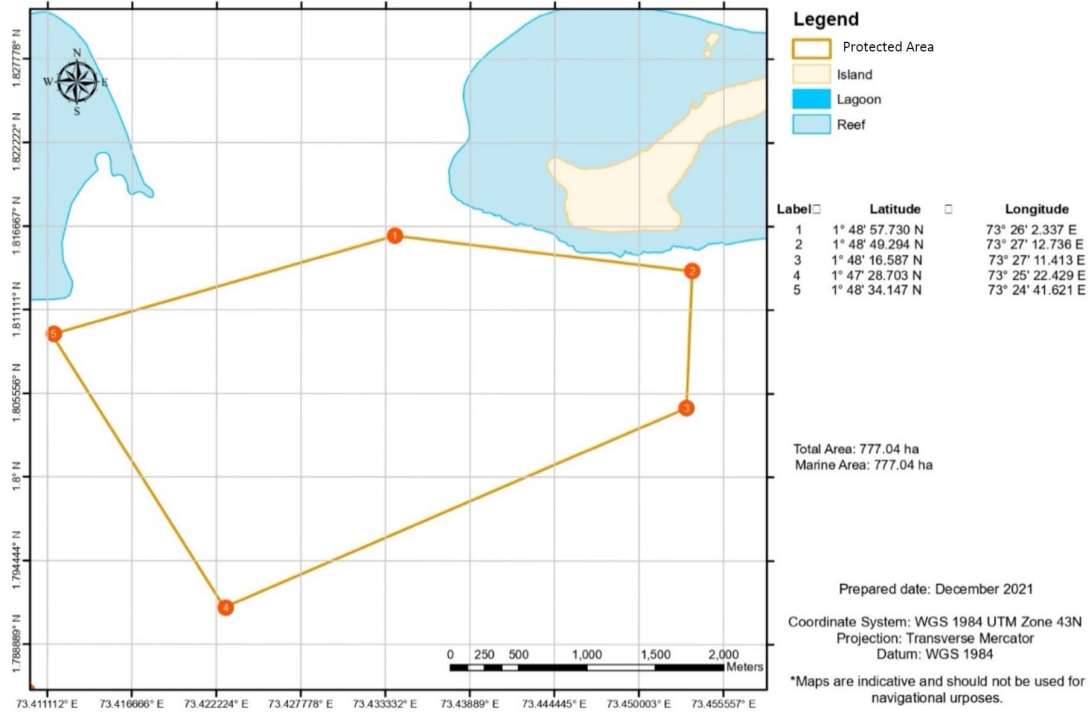 1.827778° N
1.822222° N
1.816667° N
1.81111° N
1.805556° N
1.8° N
1.79444° N
1.788889° N
N
W E
S
1
2
3
4
5
0 250 500 1,000 1,500 2,000
Meters
73.411112° E 73.416666° E 73.422224° E 73.427778° E 73.433332° E 73.43889° E 73.444445° E 73.450003° E 73.455557° E
Legend
Protected Area
Island
Lagoon
Reef
Label Latitude Longitude
1 1° 48' 57.730 N 73° 26' 2.337 E
2 1° 48' 49.294 N 73° 27' 12.736 E
3 1° 48' 16.587 N 73° 27' 11.413 E
4 1° 47' 28.703 N 73° 25' 22.429 E
5 1° 48' 34.147 N 73° 24' 41.621 E
Total Area: 777.04 ha
Marine Area: 777.04 ha
Prepared date: December 2021
Coordinate System: WGS 1984 UTM Zone 43N
Projection: Transverse Mercator
Datum: WGS 1984
*Maps are indicative and should not be used for
navigational urposes.